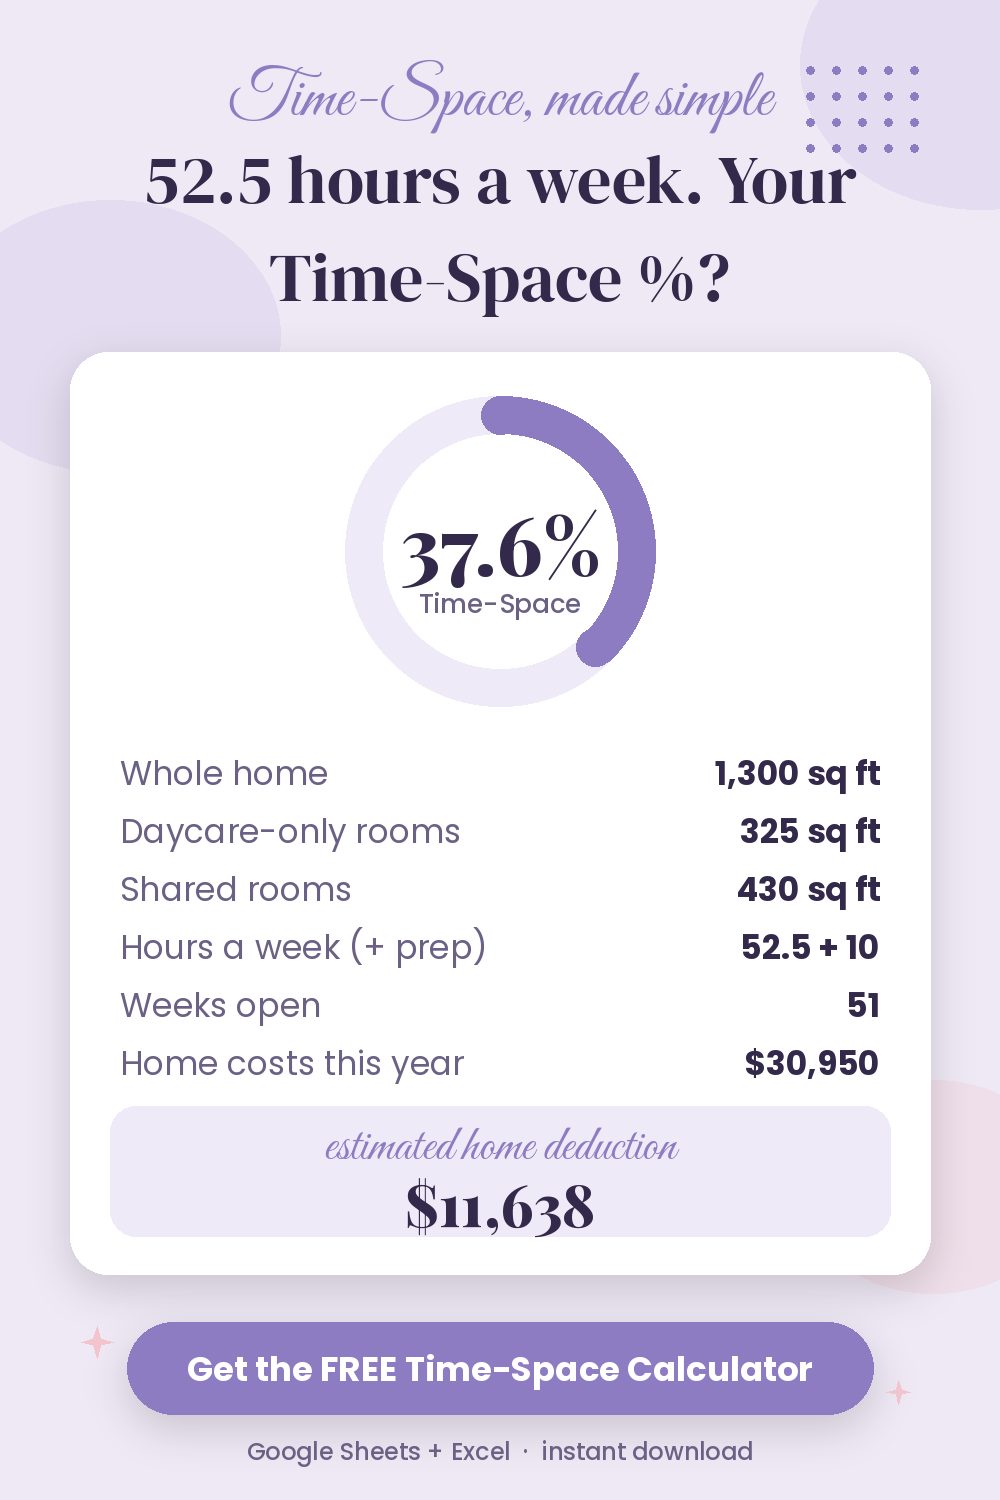 Time-Space, made simple
52.5 hours a week. Your
Time-Space %?
37.6%
Time-Space
Whole home 1,300 sq ft
Daycare-only rooms 325 sq ft
Shared rooms 430 sq ft
Hours a week (+ prep) 52.5 + 10
Weeks open 51
Home costs this year $30,950
estimated home deduction
$11,638
Get the FREE Time-Space Calculator
Google Sheets + Excel · instant download